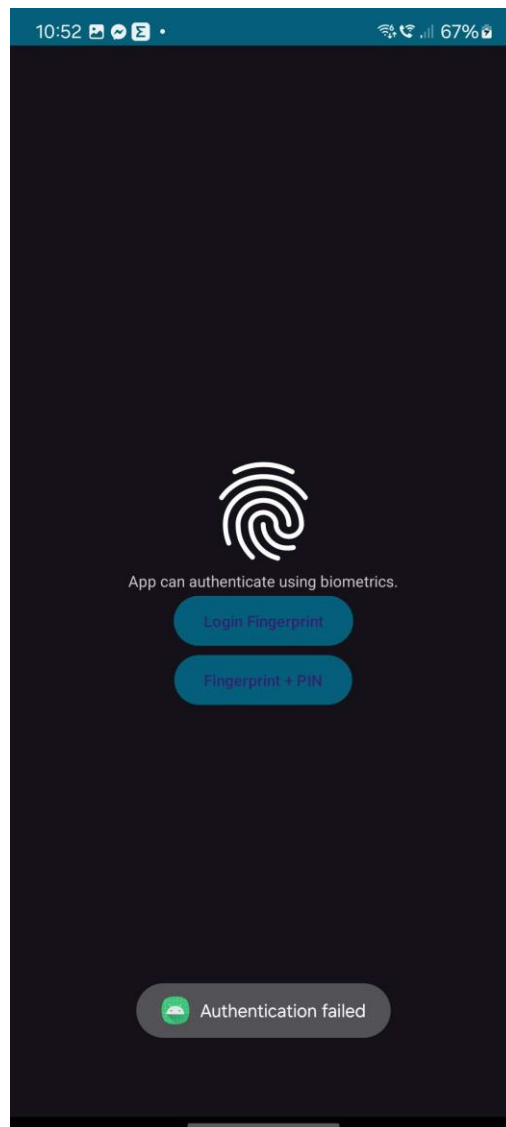 10:52 67%
App can authenticate using biometrics.
Login Fingerprint
Fingerprint + PIN
Authentication failed